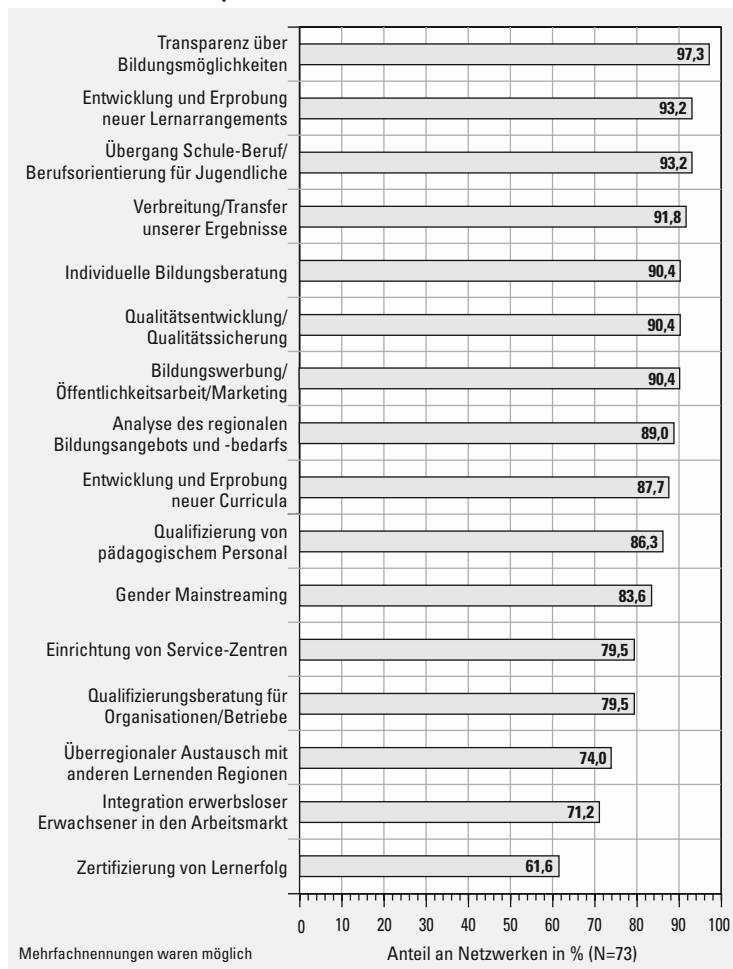 Transparenz über
Bildungsmöglichkeiten
97,3
Entwicklung und Erprobung
neuer Lernarrangements
93,2
Übergang Schule-Beruf/
Berufsorientierung für Jugendliche
93,2
Verbreitung/Transfer
unserer Ergebnisse
91,8
Individuelle Bildungsberatung
90,4
Qualitätsentwicklung/
Qualitätssicherung
90,4
Bildungswerbung/
Öffentlichkeitsarbeit/Marketing
90,4
Analyse des regionalen
Bildungsangebots und -bedarfs
89,0
Entwicklung und Erprobung
neuer Curricula
87,7
Qualifizierung von
pädagogischem Personal
86,3
Gender Mainstreaming
83,6
Einrichtung von Service-Zentren
79,5
Qualifizierungsberatung für
Organisationen/Betriebe
79,5
Überregionaler Austausch mit
anderen Lernenden Regionen
74,0
Integration erwerbsloser
Erwachsener in den Arbeitsmarkt
71,2
Zertifizierung von Lernerfolg
61,6
0 10 20 30 40 50 60 70 80 90 100
Mehrfachnennungen waren möglich
Anteil an Netzwerken in % (N=73)